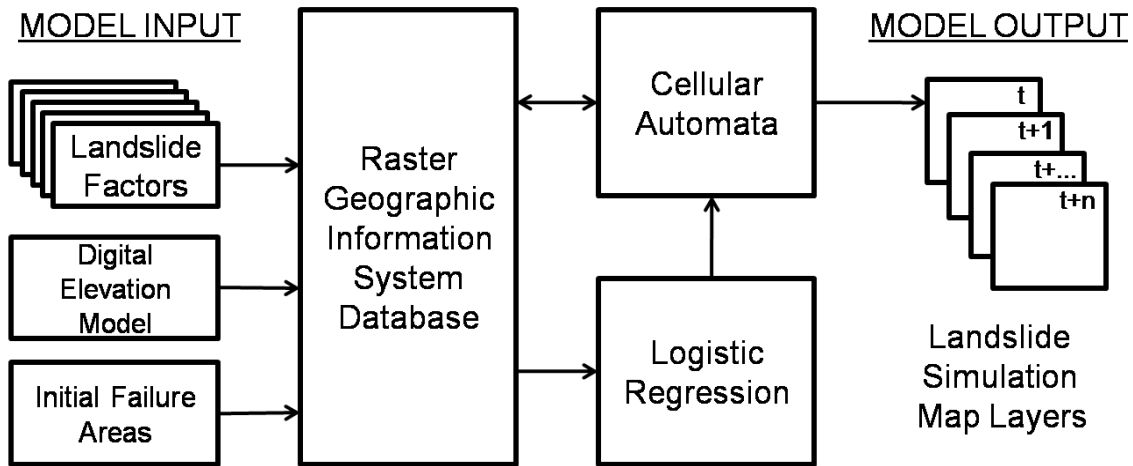 MODEL INPUT
Landslide
Factors
Digital
Elevation
Model
Initial Failure
Areas
Raster
Geographic
Information
System
Database
Cellular
Automata
Logistic
Regression
MODEL OUTPUT
t
t+1
t+...
t+n
Landslide
Simulation
Map Layers